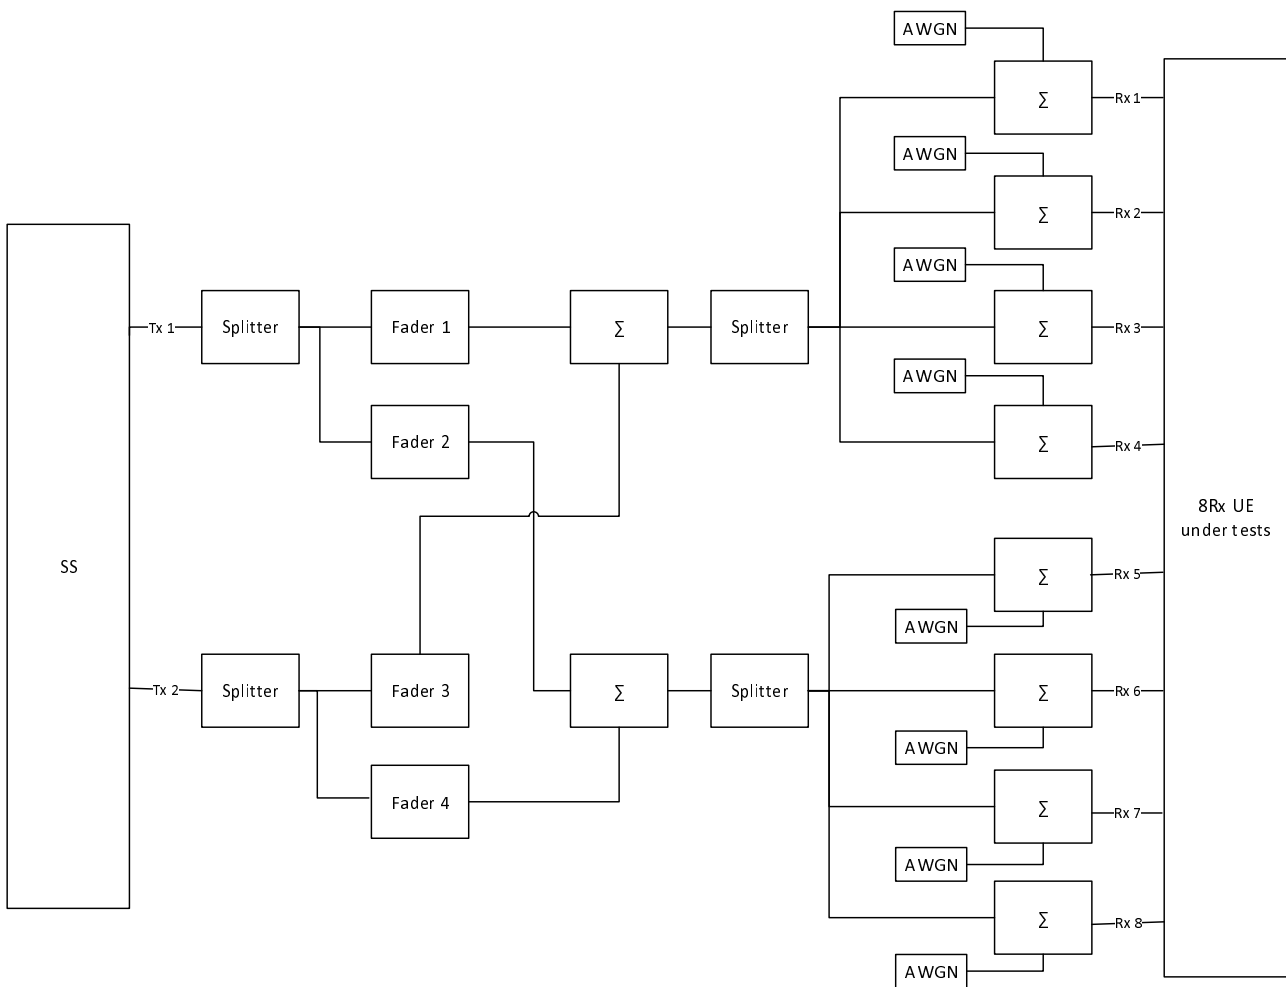 AWGN
∑
Rx 1
AWGN
∑
Rx 2
AWGN
Tx 1
Splitter
Fader 1
∑
Splitter
∑
Rx 3
AWGN
Fader 2
∑
Rx 4
8Rx UE
under tests
SS
∑
Rx 5
AWGN
Tx 2
Splitter
Fader 3
∑
Splitter
∑
Rx 6
AWGN
Fader 4
∑
Rx 7
AWGN
∑
Rx 8
AWGN